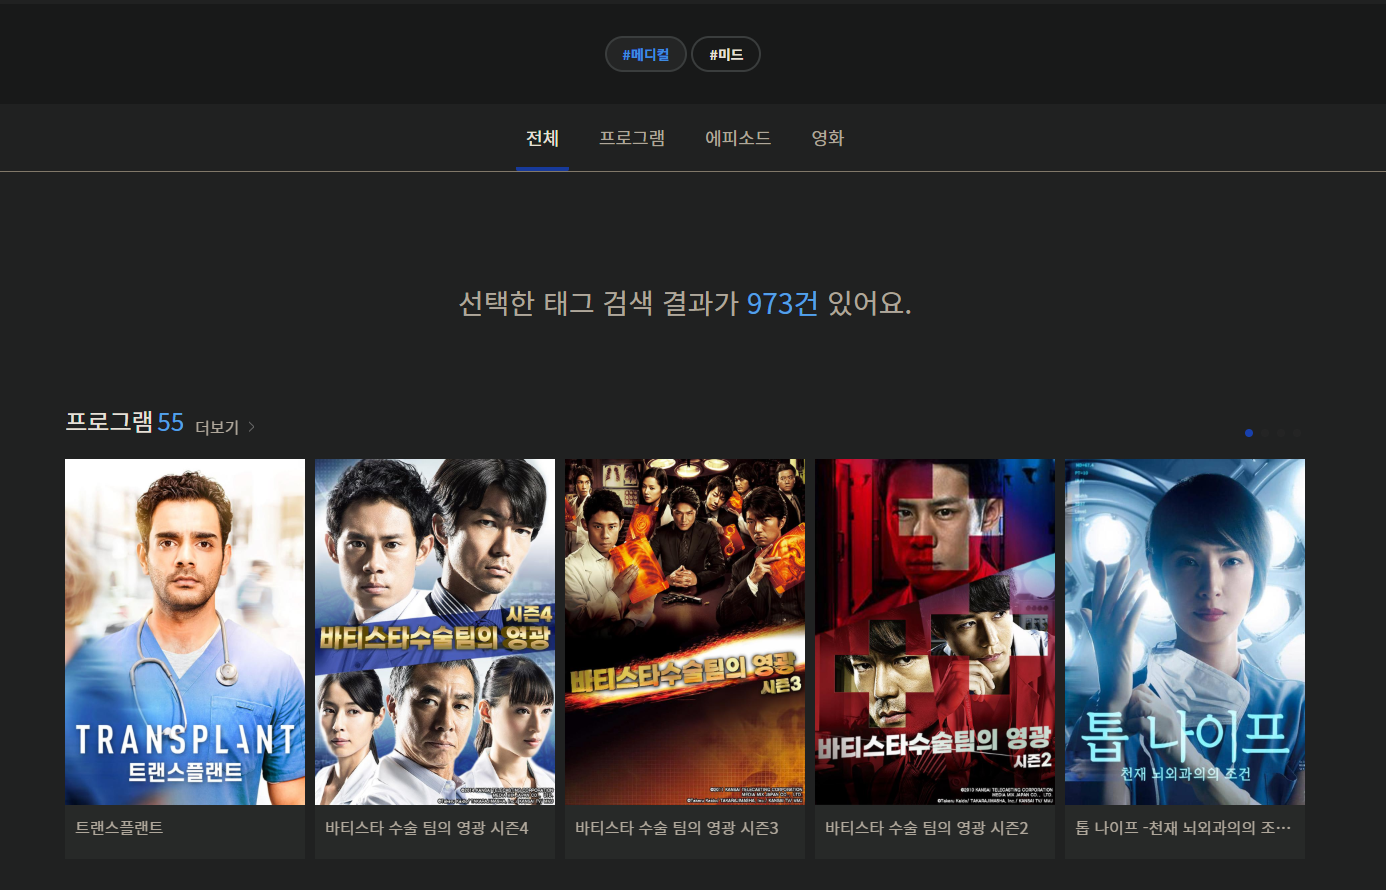 #메디컬 #미드
전체 프로그램 에피소드 영화
선택한 태그 검색 결과가 973건 있어요.
프로그램 55 더보기
TRANSPLANT
트랜스플랜트
시즌4
바티스타수술팀의 영광
바티스타수술팀의 영광
시즌3
바티스타수술팀의 영광
시즌2
톱 나이프
천재 뇌외과의의 조건
트랜스플랜트
바티스타 수술 팀의 영광 시즌4
바티스타 수술 팀의 영광 시즌3
바티스타 수술 팀의 영광 시즌2
톱 나이프 -천재 뇌외과의의 조…